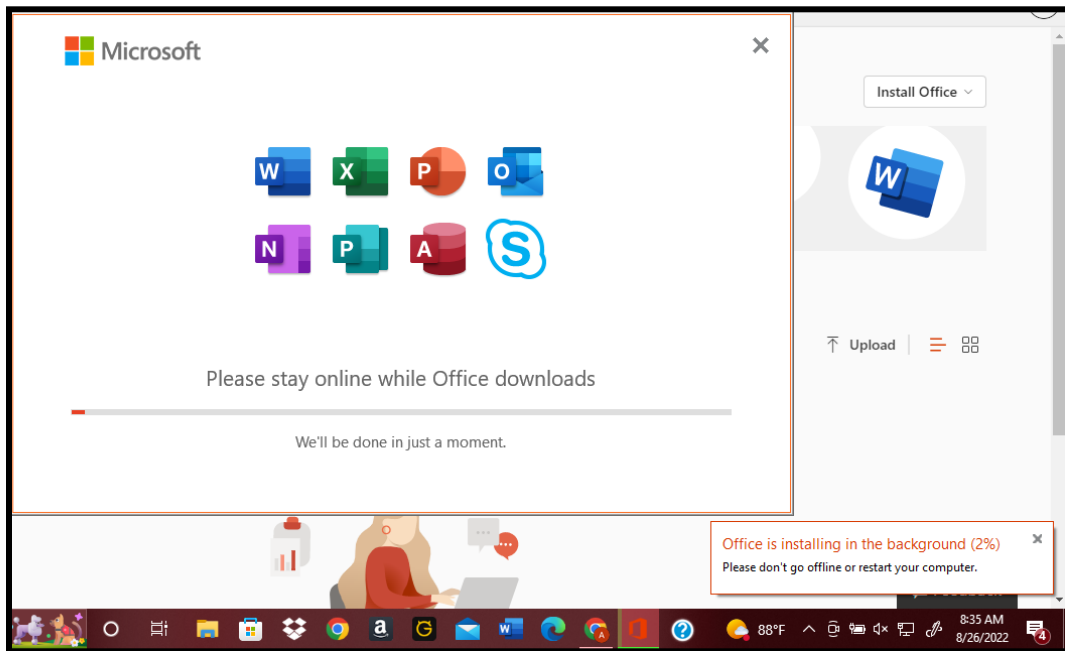 Microsoft
Install Office
W X P O
W
N P A S
Upload
Please stay online while Office downloads
We'll be done in just a moment.
Office is installing in the background (2%)
Please don't go offline or restart your computer.
88°F
8:35 AM
8/26/2022
4